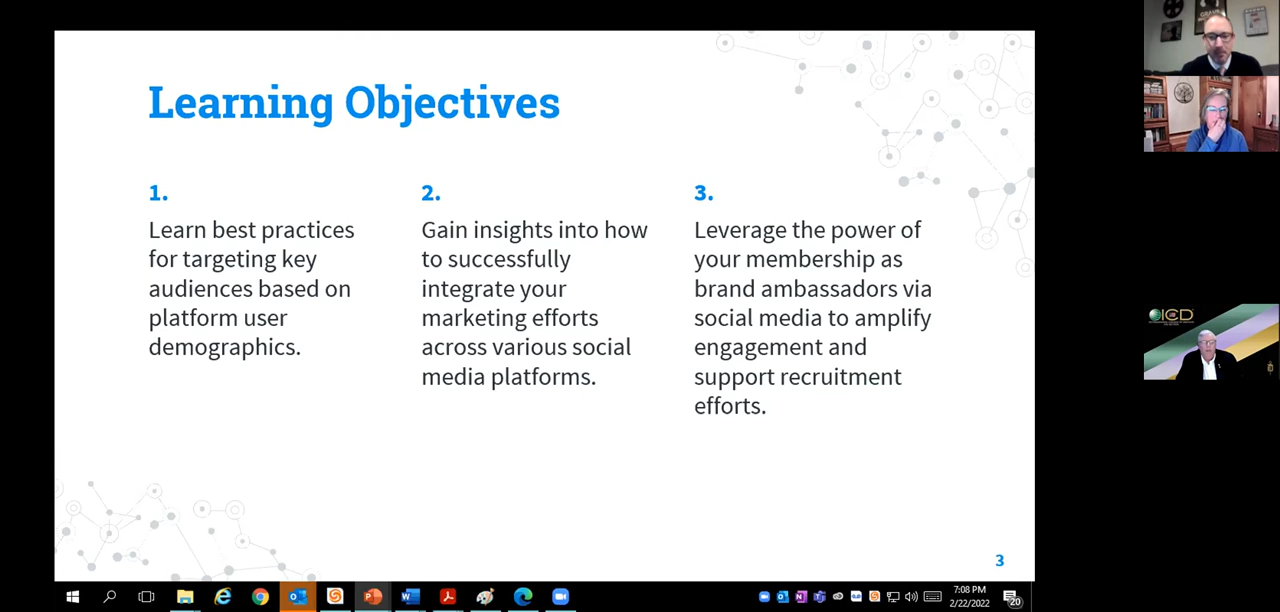 Learning Objectives
1.
Learn best practices
for targeting key
audiences based on
platform user
demographics.
2.
Gain insights into how
to successfully
integrate your
marketing efforts
across various social
media platforms.
3.
Leverage the power of
your membership as
brand ambassadors via
social media to amplify
engagement and
support recruitment
efforts.
3
ICD
7:08 PM
2/22/2022
20